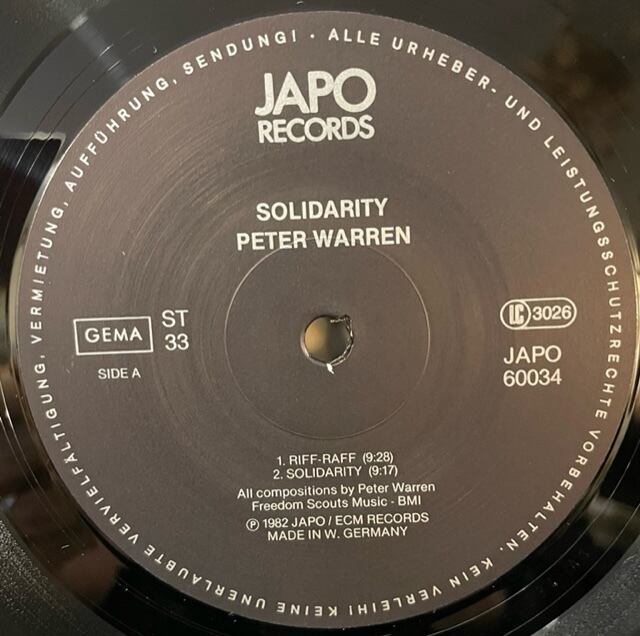 ALLE URHEBER- UND LEISTUNGSSCHUTZRECHTE VORBEHALTEN. KEIN VERLEIH! KEINE UNERLAUBTE VERVIELFÄLTIGUNG, VERMIETUNG, AUFFÜHRUNG, SENDUNG! ·
JAPO
RECORDS
SOLIDARITY
PETER WARREN
GEMA
ST
33
SIDE A
LC 3026
JAPO
60034
1. RIFF-RAFF (9:28)
2. SOLIDARITY (9:17)
All compositions by Peter Warren
Freedom Scouts Music - BMI
Ⓟ 1982 JAPO / ECM RECORDS
MADE IN W. GERMANY